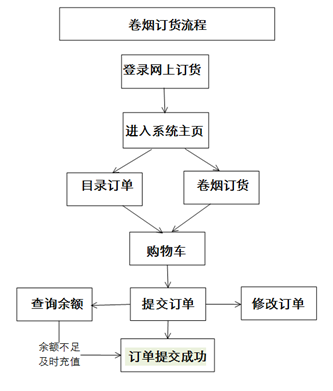 卷烟订货流程
登录网上订货
进入系统主页
目录订单
卷烟订货
购物车
查询余额
提交订单
修改订单
余额不足
及时充值
订单提交成功